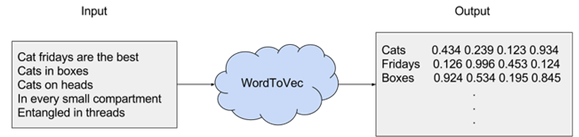 Input
Cat fridays are the best
Cats in boxes
Cats on heads
In every small compartment
Entangled in threads
WordToVec
Output
Cats 0.434 0.239 0.123 0.934
Fridays 0.126 0.996 0.453 0.124
Boxes 0.924 0.534 0.195 0.845
.
.
.